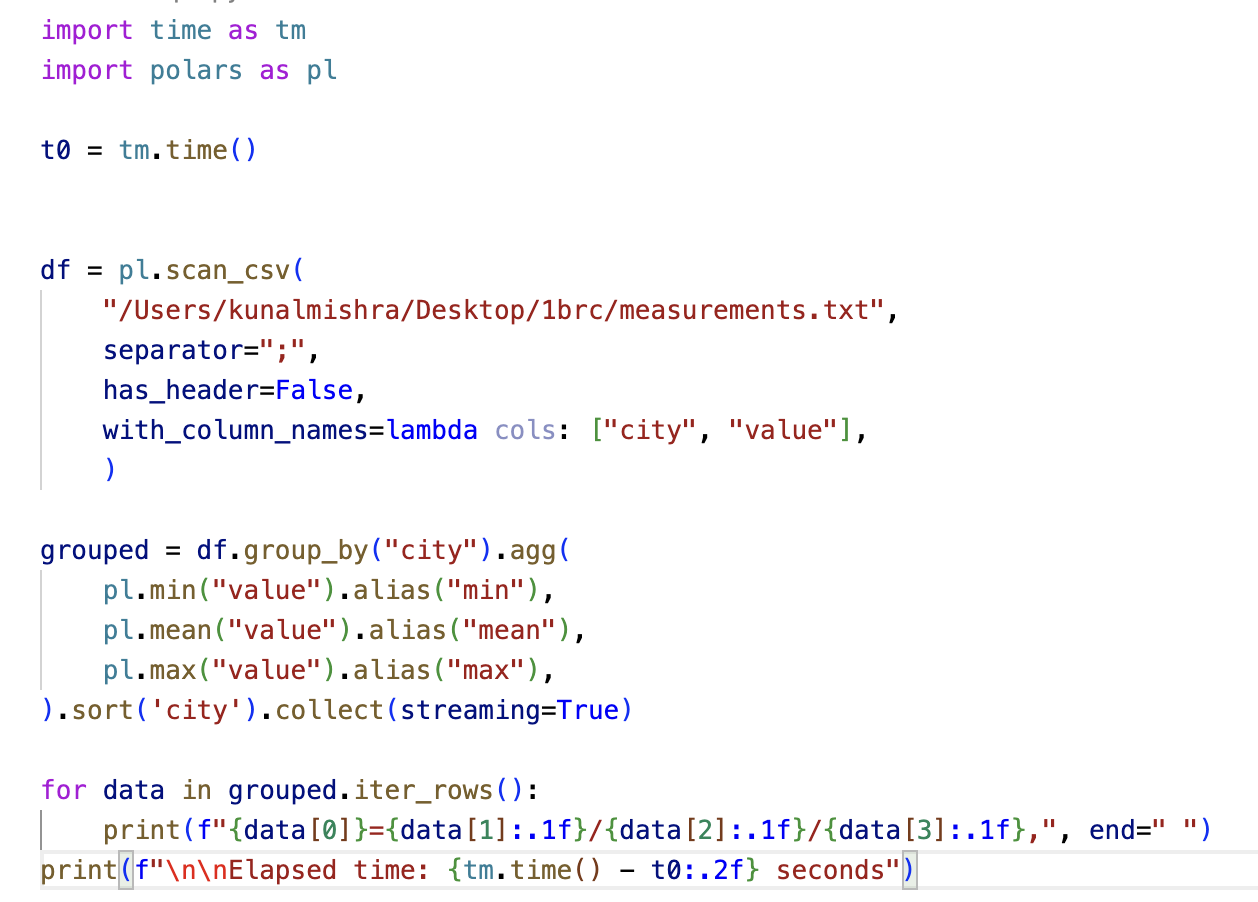 import time as tm
import polars as pl
t0 = tm.time()
df = pl.scan_csv(
    "/Users/kunalmishra/Desktop/1brc/measurements.txt",
    separator=";",
    has_header=False,
    with_column_names=lambda cols: ["city", "value"],
    )
grouped = df.group_by("city").agg(
    pl.min("value").alias("min"),
    pl.mean("value").alias("mean"),
    pl.max("value").alias("max"),
).sort('city').collect(streaming=True)
for data in grouped.iter_rows():
    print(f"{data[0]}={data[1]:.1f}/{data[2]:.1f}/{data[3]:.1f},", end=" ")
print(f"\n\nElapsed time: {tm.time() - t0:.2f} seconds")